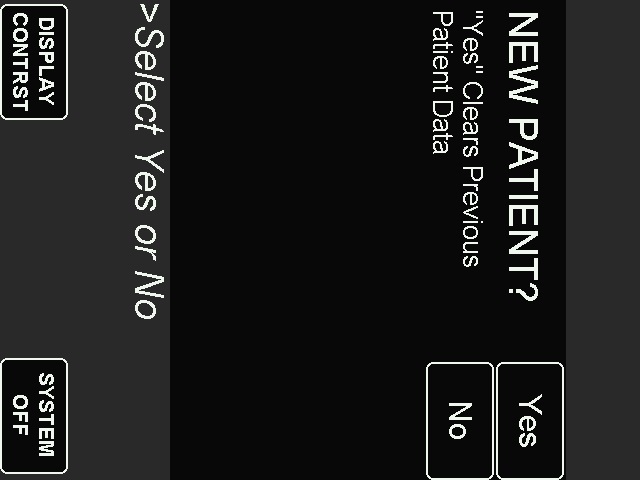 NEW PATIENT?
"Yes" Clears Previous
Patient Data
Yes
No
>Select Yes or No
DISPLAY
CONTRST
SYSTEM
OFF